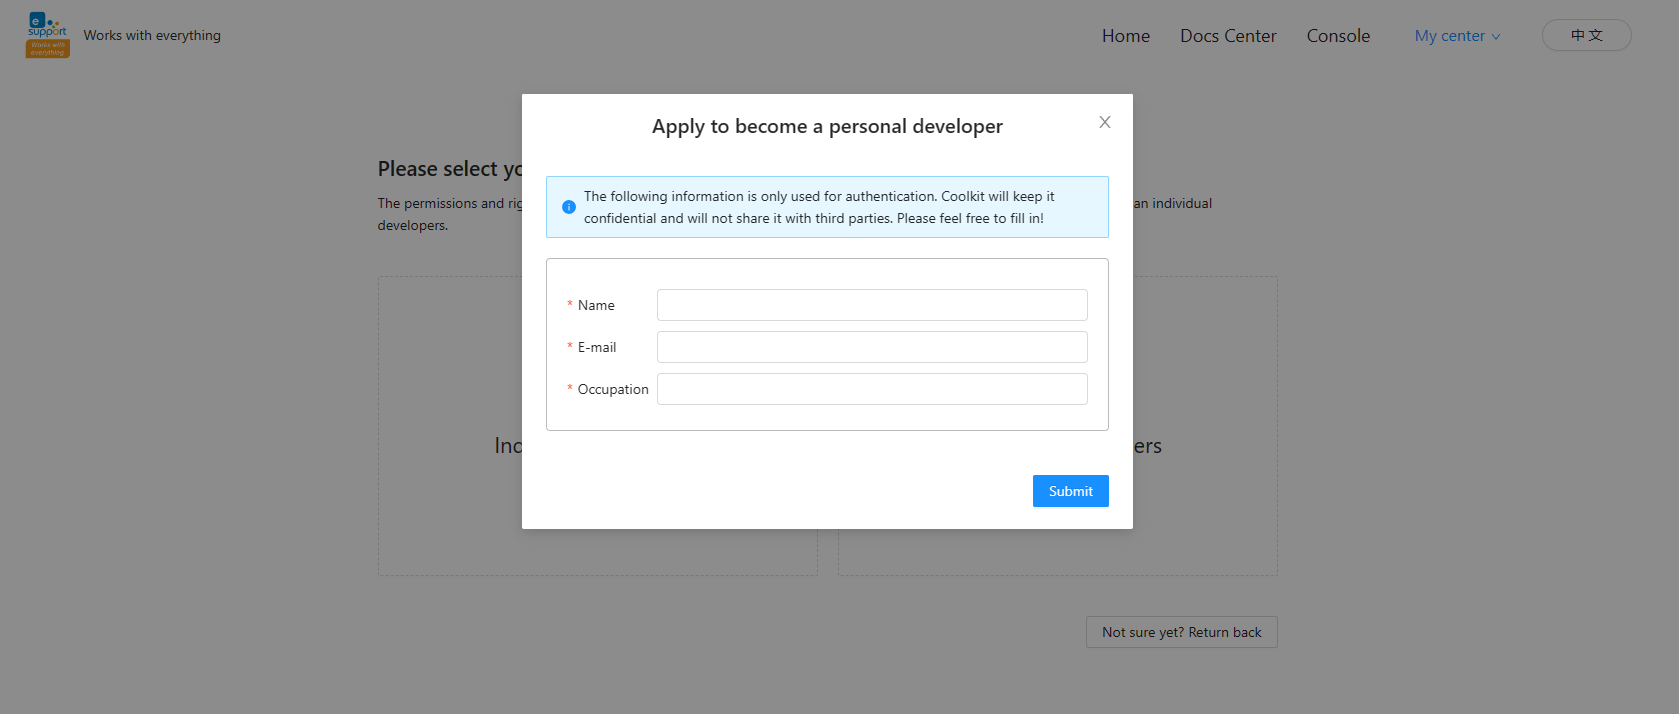 e
support
Works with
everything
Works with everything
Home
Docs Center
Console
My center
中 文
Apply to become a personal developer
Please select yo
The following information is only used for authentication. Coolkit will keep it
confidential and will not share it with third parties. Please feel free to fill in!
The permissions and rig
an individual
developers.
* Name
* E-mail
* Occupation
Ind
ers
Submit
Not sure yet? Return back